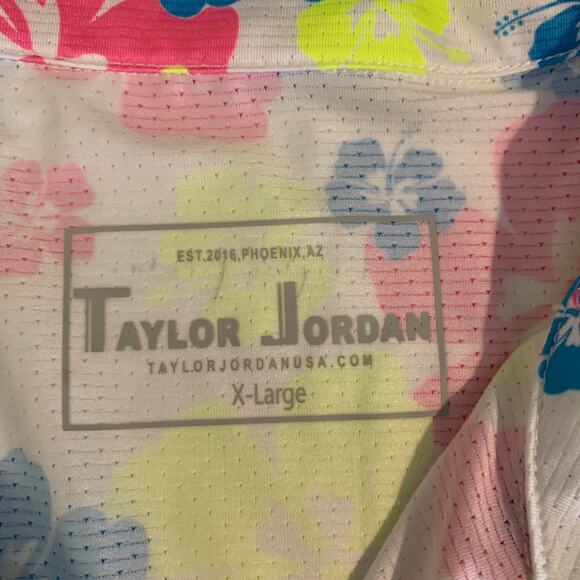 EST.2016,PHOENIX,AZ
TAYLOR JORDAN
TAYLORJORDANUSA.COM
X-Large